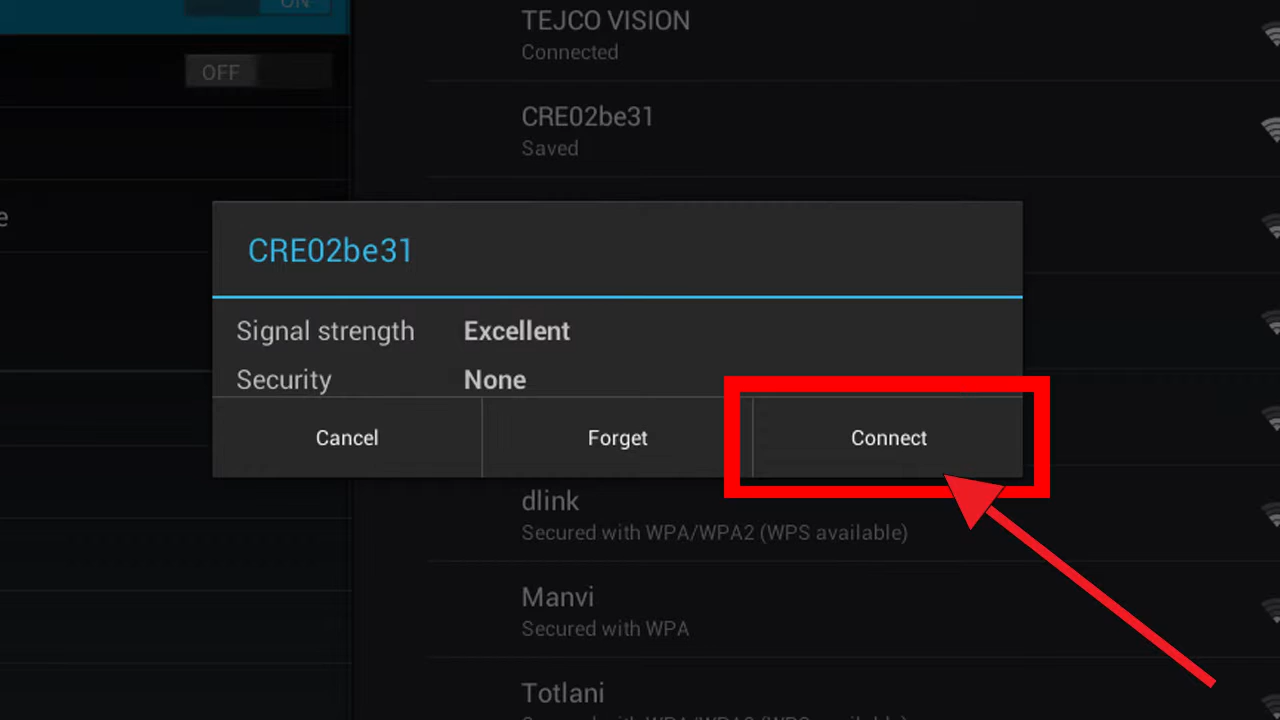 ON
TEJCO VISION
Connected
OFF
CRE02be31
Saved
e
CRE02be31
Signal strength Excellent
Security None
Cancel Forget Connect
dlink
Secured with WPA/WPA2 (WPS available)
Manvi
Secured with WPA
Totlani